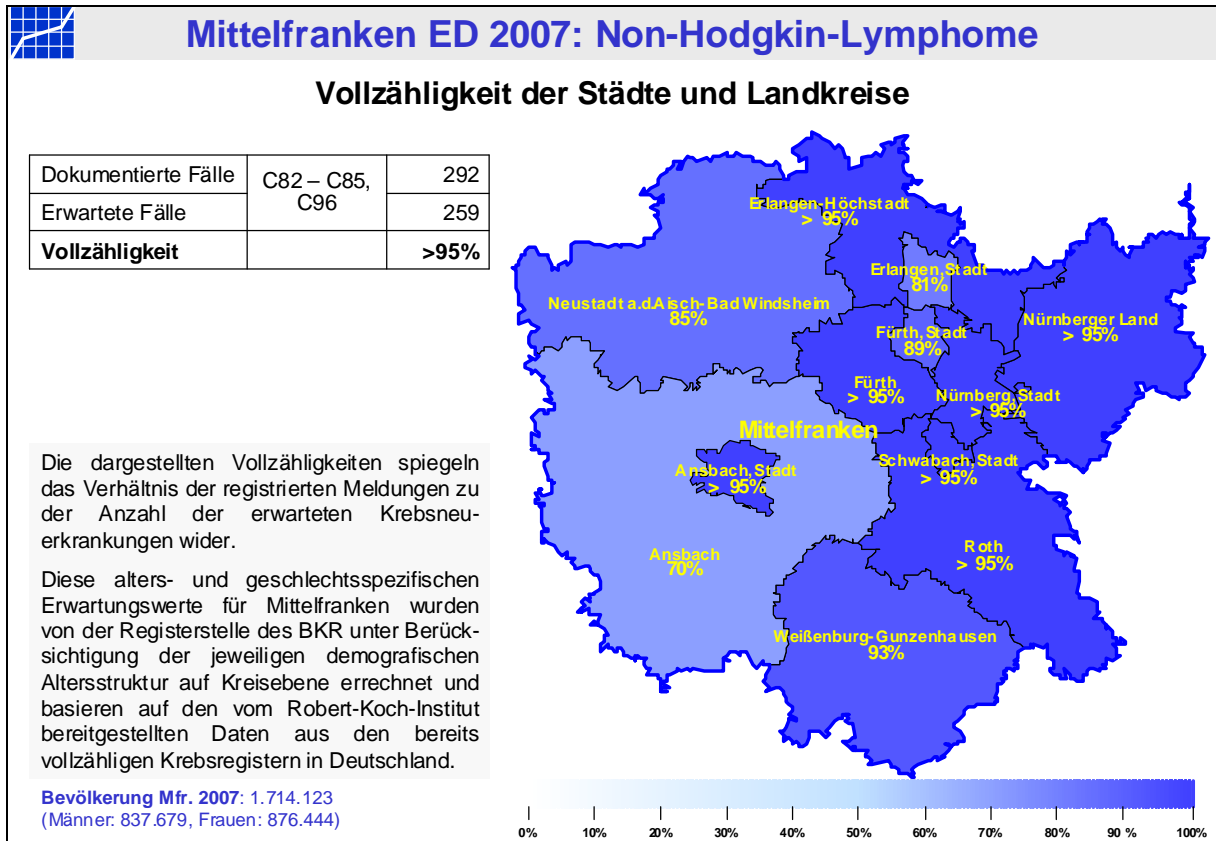 Mittelfranken ED 2007: Non-Hodgkin-Lymphome
Vollzähligkeit der Städte und Landkreise
Dokumentierte Fälle C82 – C85, C96 292
Erwartete Fälle 259
Vollzähligkeit >95%
Erlangen-Höchstadt
> 95%
Erlangen,Stadt
81%
Neustadt a.d.Aisch-Bad Windsheim
85%
Nürnberger Land
> 95%
Fürth,Stadt
89%
Fürth
> 95%
Nürnberg,Stadt
> 95%
Mittelfranken
Ansbach,Stadt
> 95%
Schwabach,Stadt
> 95%
Roth
> 95%
Ansbach
70%
Weißenburg-Gunzenhausen
93%
Die dargestellten Vollzähligkeiten spiegeln
das Verhältnis der registrierten Meldungen zu
der Anzahl der erwarteten Krebsneu-
erkrankungen wider.
Diese alters- und geschlechtsspezifischen
Erwartungswerte für Mittelfranken wurden
von der Registerstelle des BKR unter Berück-
sichtigung der jeweiligen demografischen
Altersstruktur auf Kreisebene errechnet und
basieren auf den vom Robert-Koch-Institut
bereitgestellten Daten aus den bereits
vollzähligen Krebsregistern in Deutschland.
Bevölkerung Mfr. 2007: 1.714.123
(Männer: 837.679, Frauen: 876.444)
0% 10% 20% 30% 40% 50% 60% 70% 80% 90 % 100%